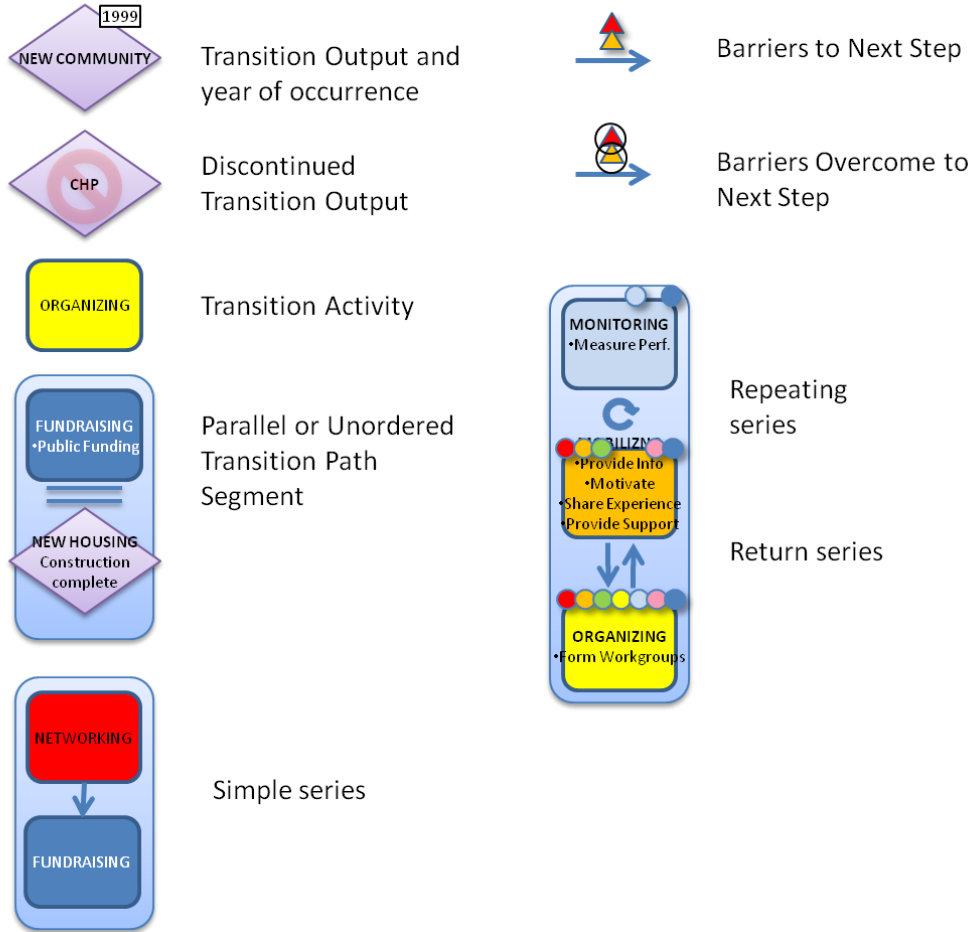 1999
NEW COMMUNITY
Transition Output and
year of occurrence
CHP
Discontinued
Transition Output
ORGANIZING
Transition Activity
FUNDRAISING
•Public Funding
NEW HOUSING
Construction
complete
Parallel or Unordered
Transition Path
Segment
NETWORKING
FUNDRAISING
Simple series
Barriers to Next Step
Barriers Overcome to
Next Step
MONITORING
•Measure Perf.
MOBILIZNG
•Provide Info
•Motivate
•Share Experience
•Provide Support
ORGANIZING
•Form Workgroups
Repeating
series
Return series